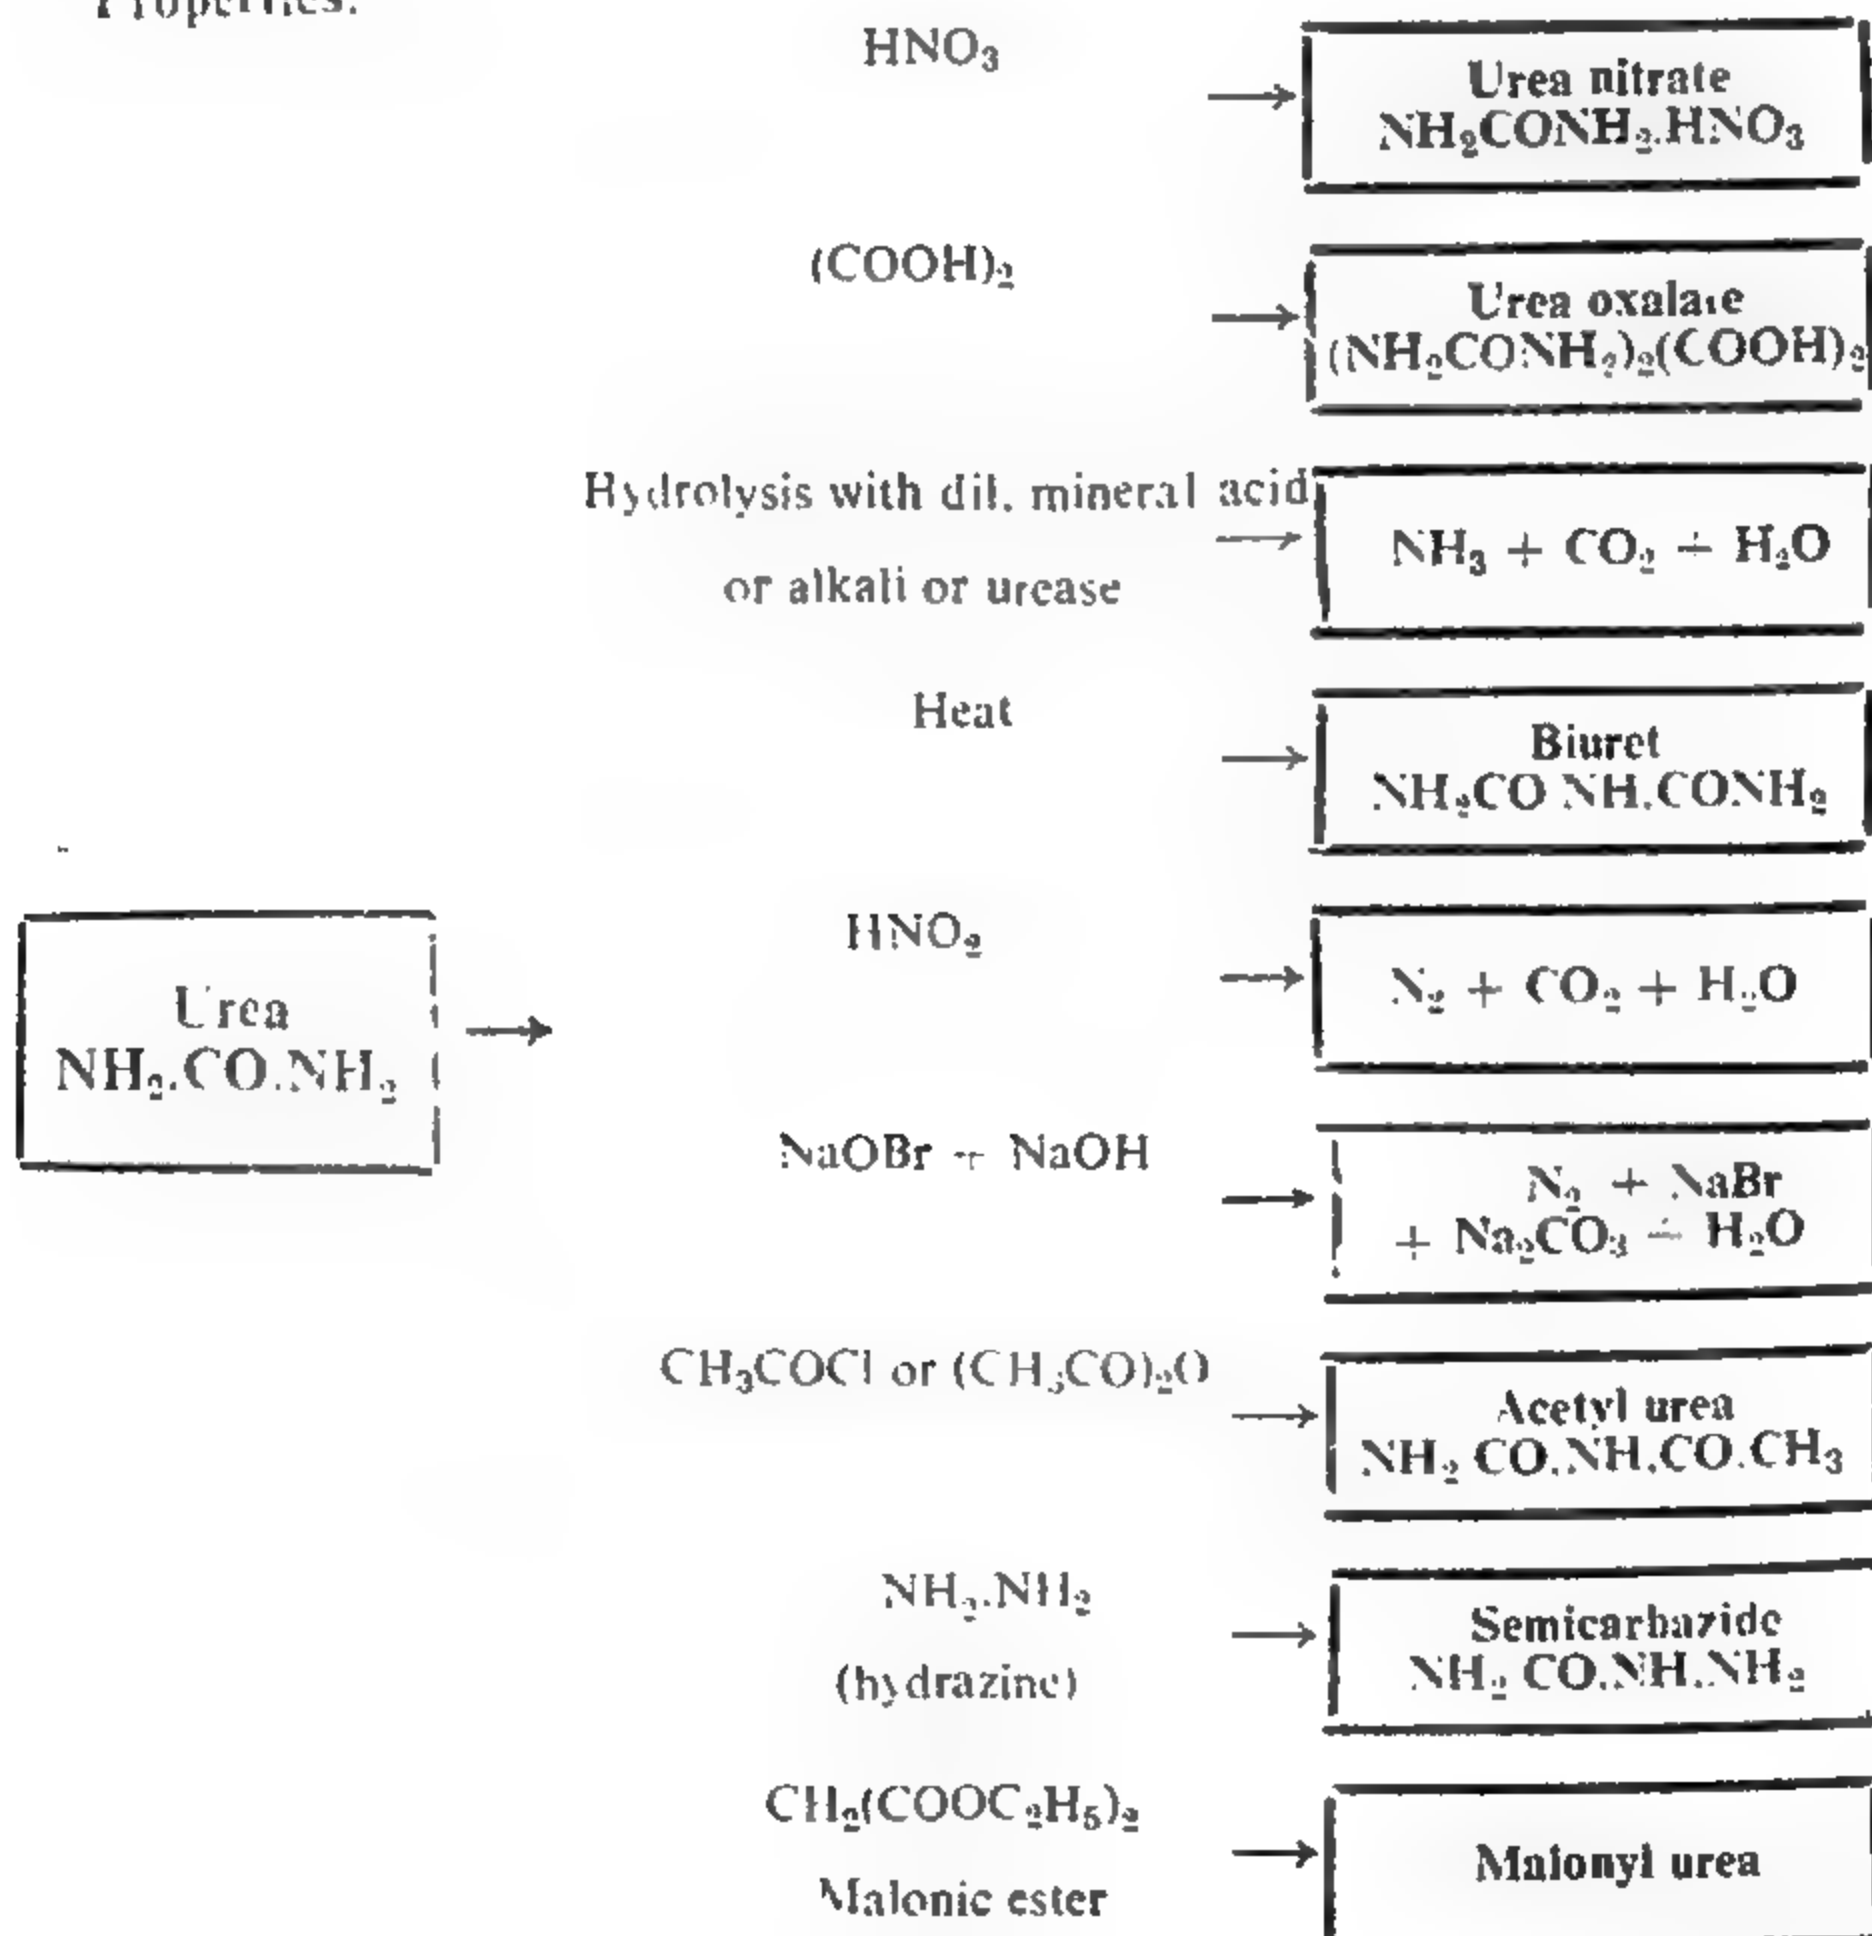 Properties:
HNO₃
Urea nitrate
NH₂CONH₂.HNO₃
(COOH)₂
Urea oxalate
(NH₂CONH₂)₂(COOH)₂
Hydrolysis with dil. mineral acid
or alkali or urease
NH₃ + CO₂ + H₂O
Heat
Biuret
NH₂CO NH.CONH₂
HNO₂
N₂ + CO₂ + H₂O
Urea
NH₂.CO.NH₂
NaOBr + NaOH
N₂ + NaBr
+ Na₂CO₃ + H₂O
CH₃COCl or (CH₃CO)₂O
Acetyl urea
NH₂ CO.NH.CO.CH₃
NH₂.NH₂
(hydrazine)
Semicarbazide
NH₂ CO.NH.NH₂
CH₂(COOC₂H₅)₂
Malonic ester
Malonyl urea